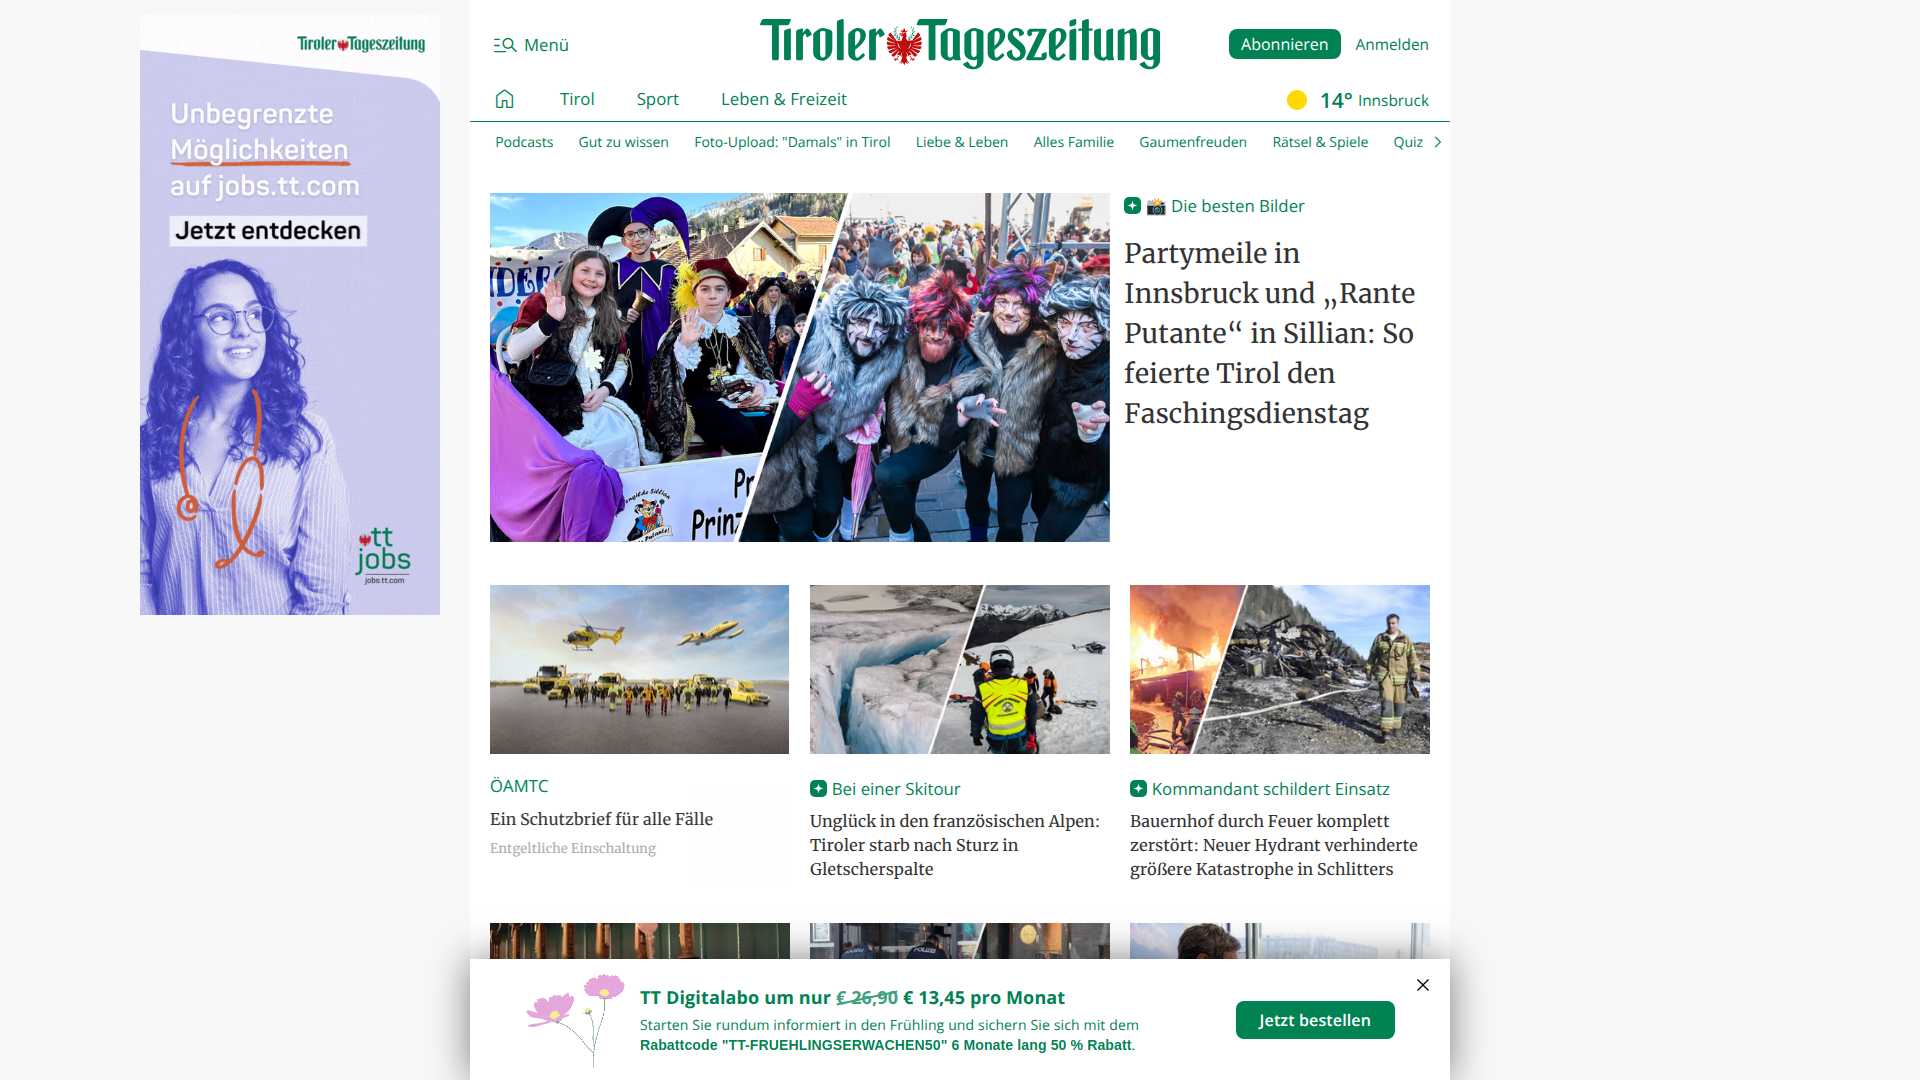 Tiroler Tageszeitung
Unbegrenzte
Möglichkeiten
auf jobs.tt.com
Jetzt entdecken
tt
jobs
jobs.tt.com
Menü
Tiroler Tageszeitung
Abonnieren
Anmelden
Tirol
Sport
Leben & Freizeit
14° Innsbruck
Podcasts
Gut zu wissen
Foto-Upload: "Damals" in Tirol
Liebe & Leben
Alles Familie
Gaumenfreuden
Rätsel & Spiele
Quiz
📸 Die besten Bilder
Partymeile in
Innsbruck und „Rante
Putante“ in Sillian: So
feierte Tirol den
Faschingsdienstag
ÖAMTC
Ein Schutzbrief für alle Fälle
Entgeltliche Einschaltung
Bei einer Skitour
Unglück in den französischen Alpen:
Tiroler starb nach Sturz in
Gletscherspalte
Kommandant schildert Einsatz
Bauernhof durch Feuer komplett
zerstört: Neuer Hydrant verhinderte
größere Katastrophe in Schlitters
TT Digitalabo um nur € 26,90 € 13,45 pro Monat
Starten Sie rundum informiert in den Frühling und sichern Sie sich mit dem
Rabattcode "TT-FRUEHLINGSERWACHEN50" 6 Monate lang 50 % Rabatt.
Jetzt bestellen